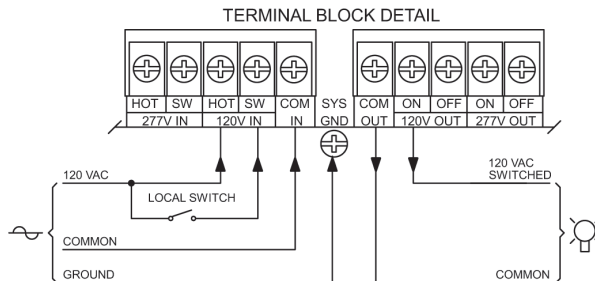 TERMINAL BLOCK DETAIL
HOT SW HOT SW COM SYS COM ON OFF ON OFF
277V IN 120V IN IN GND OUT 120V OUT 277V OUT
120 VAC
LOCAL SWITCH
120 VAC
SWITCHED
COMMON
GROUND
COMMON